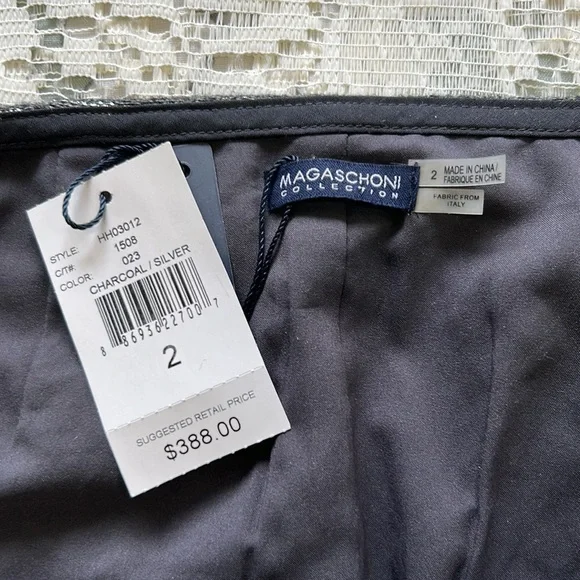 STYLE: HH03012
C/T#: 1508
COLOR: 023
CHARCOAL / SILVER
8 86936 22700 7
2
SUGGESTED RETAIL PRICE
$388.00
MAGASCHONI
COLLECTION
2
MADE IN CHINA/
FABRIQUE EN CHINE
FABRIC FROM
ITALY